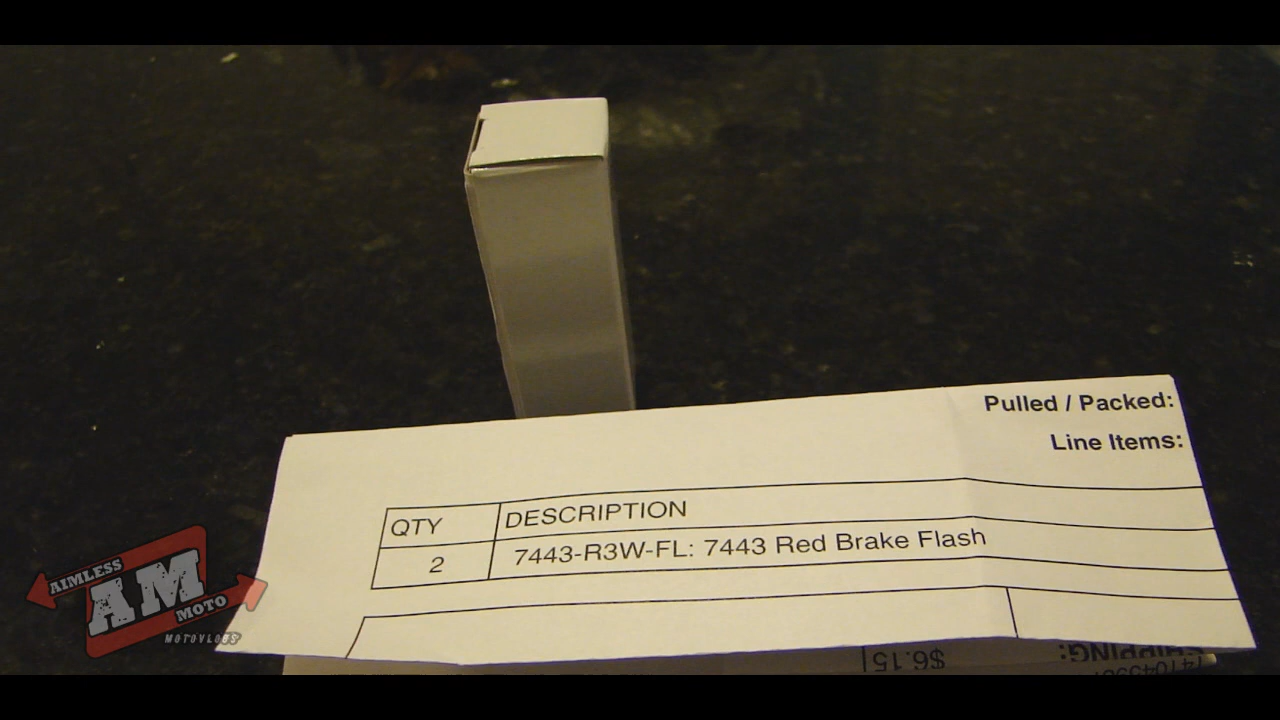 Pulled / Packed:
Line Items:
QTY DESCRIPTION
2 7443-R3W-FL: 7443 Red Brake Flash
$6.15
SHIPPING:
AIMLESS
AM
MOTO
MOTOVLOGS